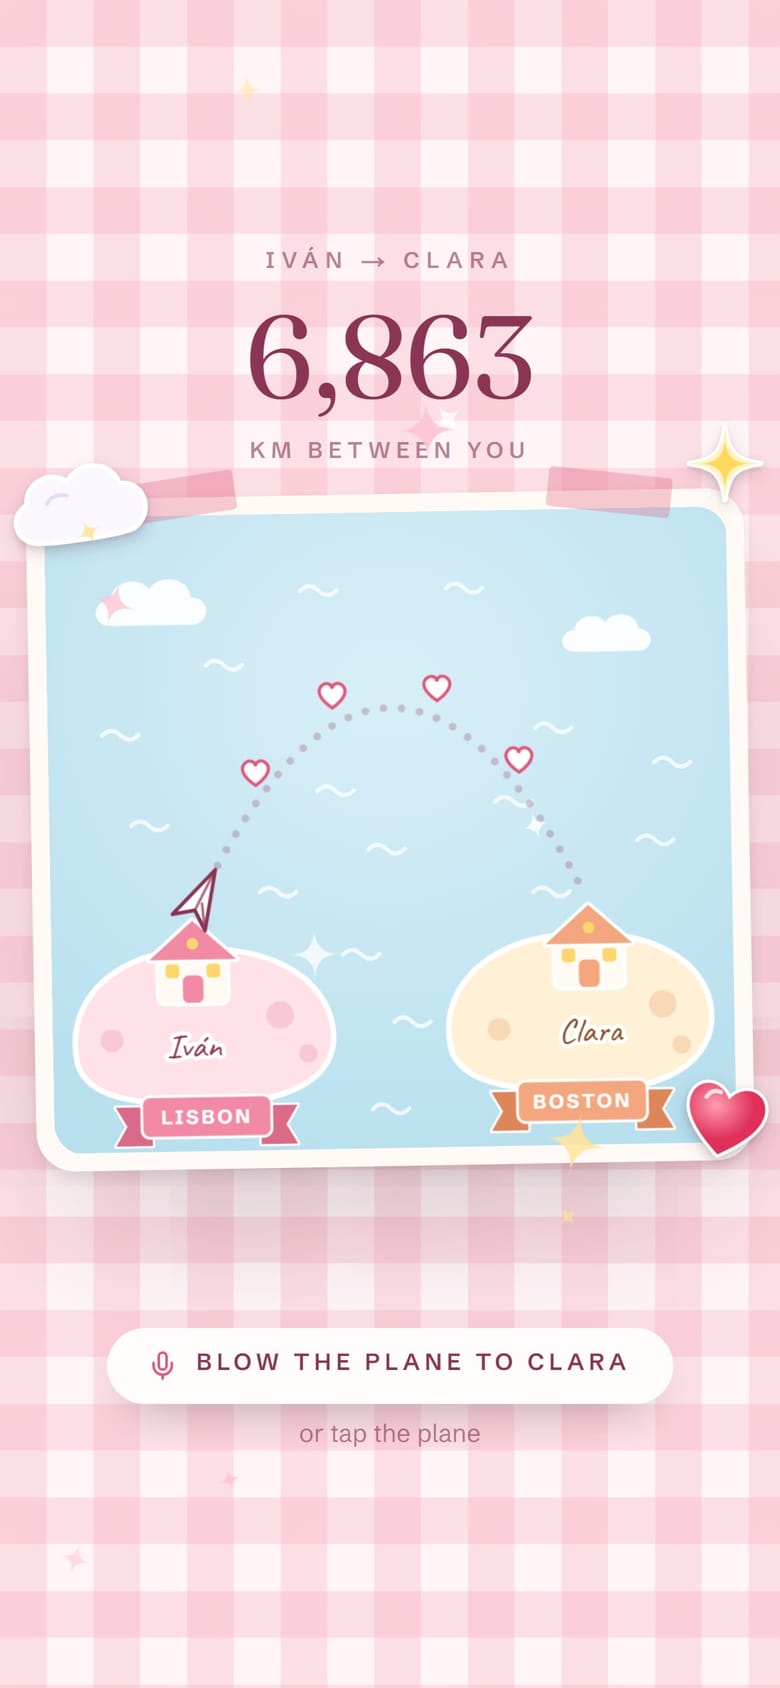 IVÁN → CLARA
6,863
KM BETWEEN YOU
Iván
LISBON
Clara
BOSTON
BLOW THE PLANE TO CLARA
or tap the plane